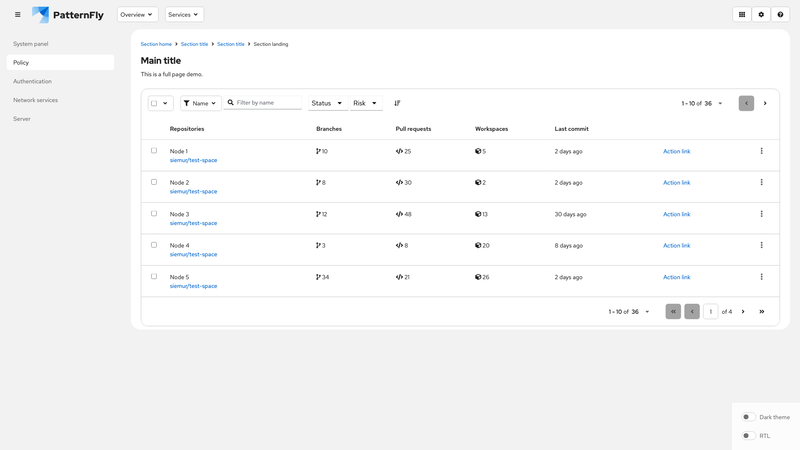 PatternFly Overview Services
System panel
Policy
Authentication
Network services
Server
Section home Section title Section title Section landing
Main title
This is a full page demo.
Name Filter by name Status Risk 1 - 10 of 36
Repositories Branches Pull requests Workspaces Last commit
Node 1 10 25 5 2 days ago Action link
siemur/test-space
Node 2 8 30 2 2 days ago Action link
siemur/test-space
Node 3 12 48 13 30 days ago Action link
siemur/test-space
Node 4 3 8 20 8 days ago Action link
siemur/test-space
Node 5 34 21 26 2 days ago Action link
siemur/test-space
1 - 10 of 36 1 of 4
Dark theme
RTL